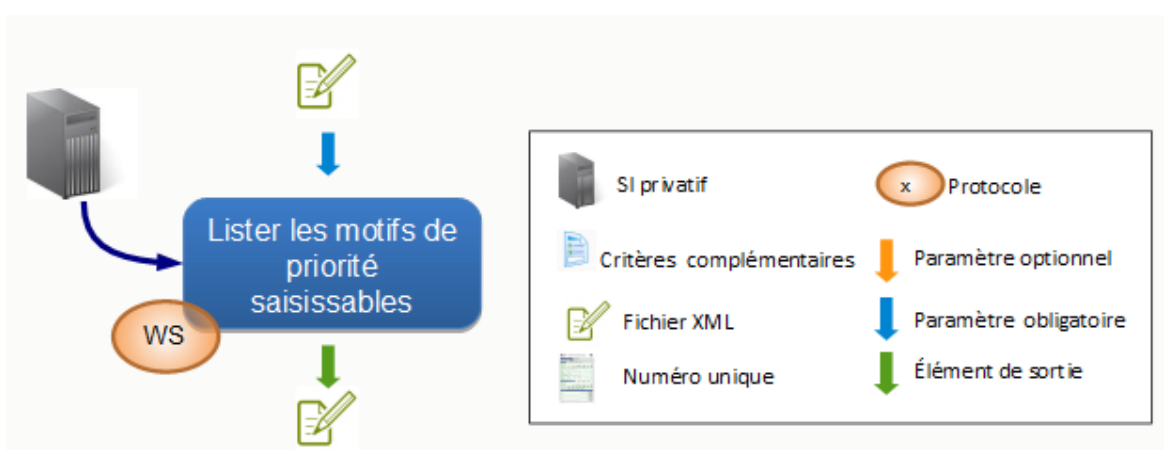 Lister les motifs de
priorité
saisissables
WS
SI privatif
x Protocole
Critères complémentaires
Paramètre optionnel
Fichier XML
Paramètre obligatoire
Numéro unique
Élément de sortie